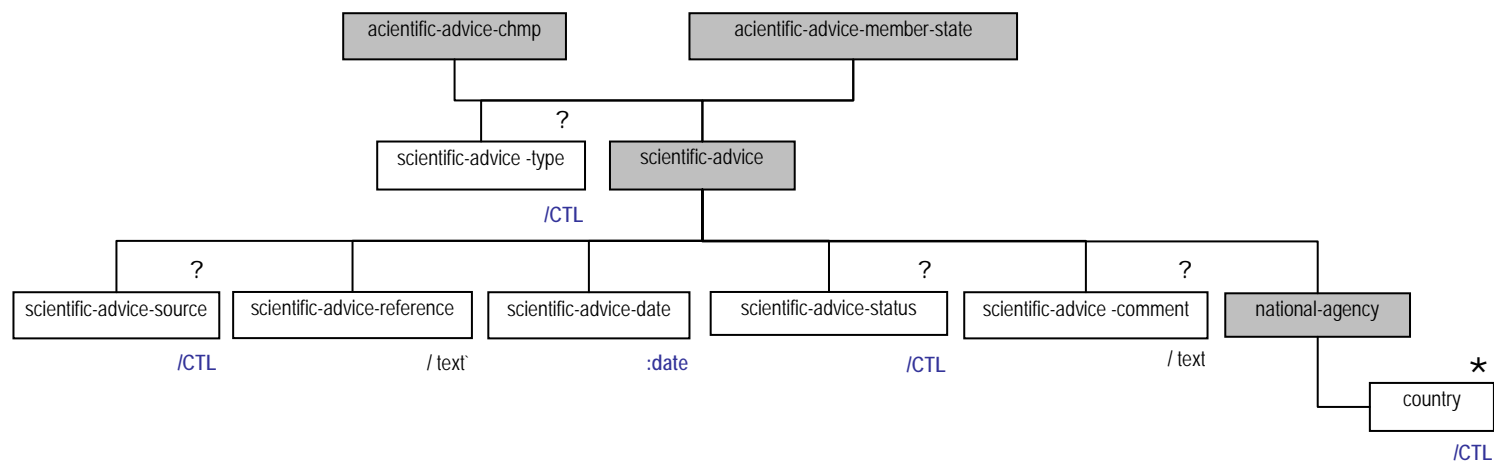 acientific-advice-chmp
acientific-advice-member-state
?
scientific-advice -type
scientific-advice
/CTL
?
?
?
scientific-advice-source
scientific-advice-reference
scientific-advice-date
scientific-advice-status
scientific-advice -comment
national-agency
/CTL
/ text`
:date
/CTL
/ text
*
country
/CTL